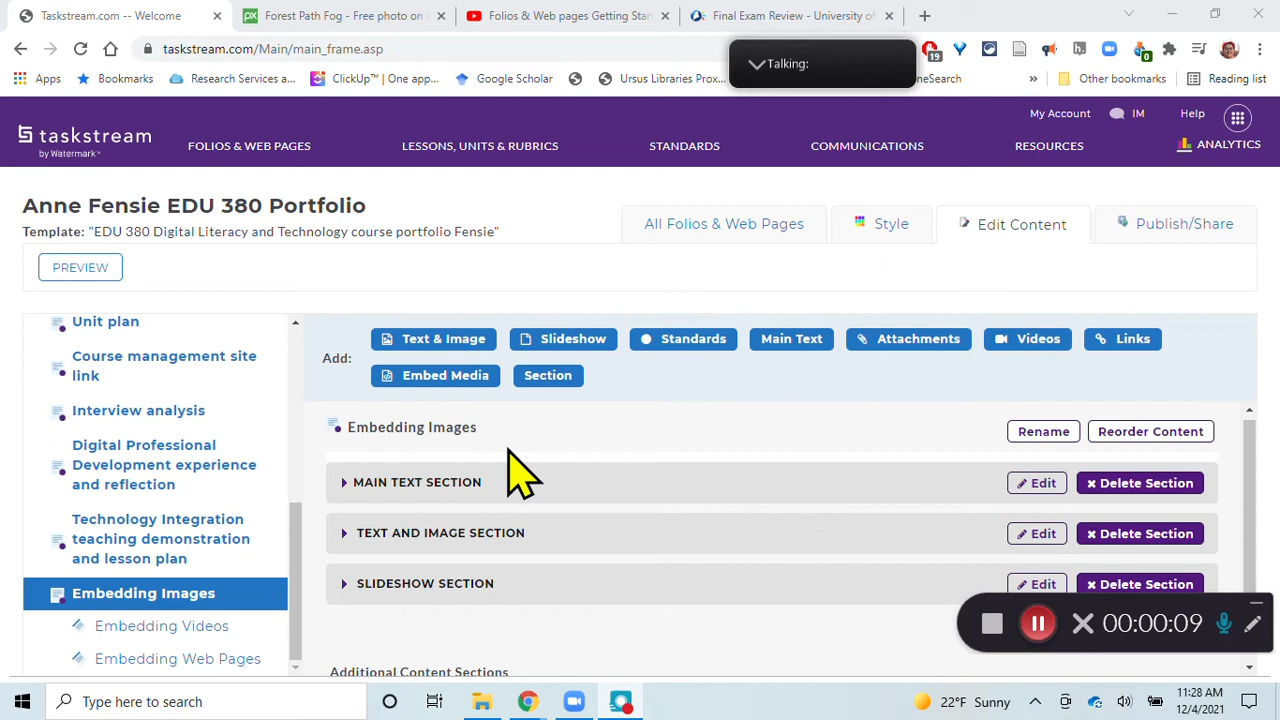 Taskstream.com -- Welcome
Forest Path Fog - Free photo on
Folios & Web pages Getting Star
Final Exam Review - University of
taskstream.com/Main/main_frame.asp
19
0
Talking:
Apps
Bookmarks
Research Services a...
ClickUp™ | One app...
Google Scholar
Ursus Libraries Prox...
neSearch
»
Other bookmarks
Reading list
taskstream
by Watermark™
My Account
IM
Help
FOLIOS & WEB PAGES
LESSONS, UNITS & RUBRICS
STANDARDS
COMMUNICATIONS
RESOURCES
ANALYTICS
Anne Fensie EDU 380 Portfolio
Template: "EDU 380 Digital Literacy and Technology course portfolio Fensie"
All Folios & Web Pages
Style
Edit Content
Publish/Share
PREVIEW
Unit plan
Course management site
link
Interview analysis
Digital Professional
Development experience
and reflection
Technology Integration
teaching demonstration
and lesson plan
Embedding Images
Embedding Videos
Embedding Web Pages
Add:
Text & Image
Slideshow
Standards
Main Text
Attachments
Videos
Links
Embed Media
Section
Embedding Images
Rename
Reorder Content
MAIN TEXT SECTION
Edit
Delete Section
TEXT AND IMAGE SECTION
Edit
Delete Section
SLIDESHOW SECTION
Edit
Delete Section
00:00:09
Additional Content Sections
Type here to search
22°F Sunny
11:28 AM
12/4/2021